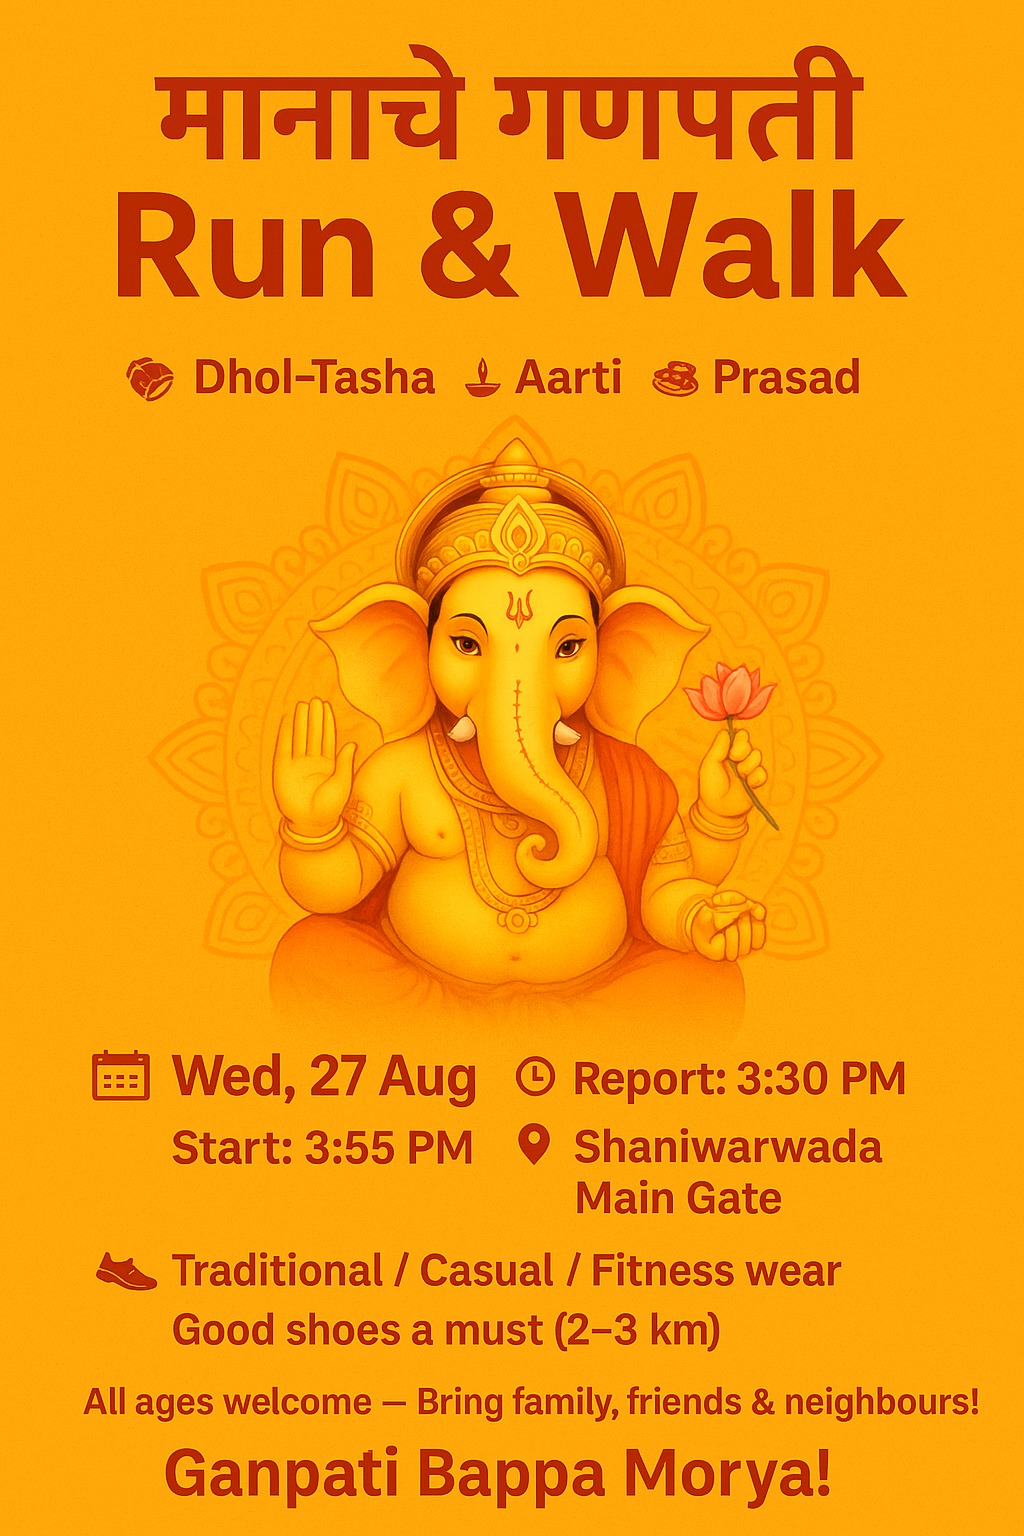 मानाचे गणपती
Run & Walk
Dhol-Tasha Aarti Prasad
Wed, 27 Aug
Start: 3:55 PM
Report: 3:30 PM
Shaniwarwada
Main Gate
Traditional / Casual / Fitness wear
Good shoes a must (2–3 km)
All ages welcome — Bring family, friends & neighbours!
Ganpati Bappa Morya!